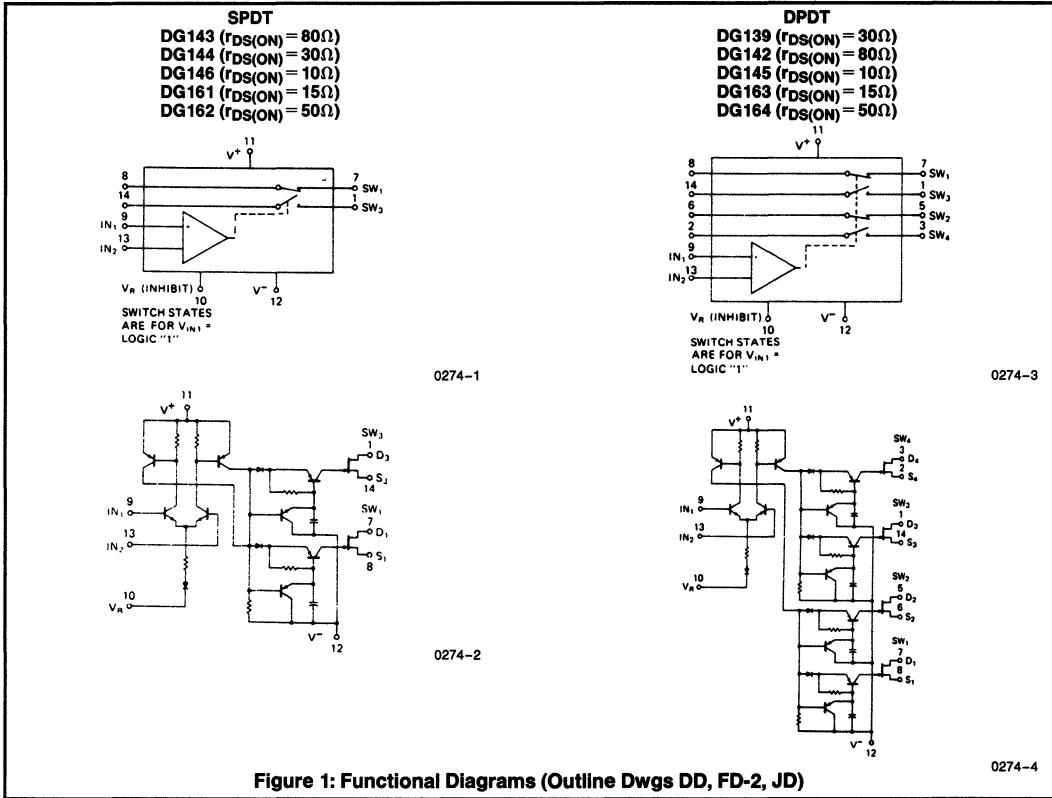 SPDT
DG143 (rDS(ON) = 80Ω)
DG144 (rDS(ON) = 30Ω)
DG146 (rDS(ON) = 10Ω)
DG161 (rDS(ON) = 15Ω)
DG162 (rDS(ON) = 50Ω)
11
V+
8
7
SW1
14
1
SW3
9
IN1
13
IN2
VR (INHIBIT)
10
V-
12
SWITCH STATES
ARE FOR VIN1 =
LOGIC "1"
0274-1
DPDT
DG139 (rDS(ON) = 30Ω)
DG142 (rDS(ON) = 80Ω)
DG145 (rDS(ON) = 10Ω)
DG163 (rDS(ON) = 15Ω)
DG164 (rDS(ON) = 50Ω)
11
V+
8
7
SW1
14
1
SW3
6
5
SW2
2
3
SW4
9
IN1
13
IN2
VR (INHIBIT)
10
V-
12
SWITCH STATES
ARE FOR VIN1 =
LOGIC "1"
0274-3
11
V+
SW3
1
D3
S3
14
SW1
7
D1
S1
8
9
IN1
13
IN2
10
VR
V-
12
0274-2
11
V+
SW4
3
D4
2
S4
SW3
1
D3
14
S3
SW2
5
D2
6
S2
SW1
7
D1
8
S1
9
IN1
13
IN2
10
VR
V-
12
0274-4
Figure 1: Functional Diagrams (Outline Dwgs DD, FD-2, JD)